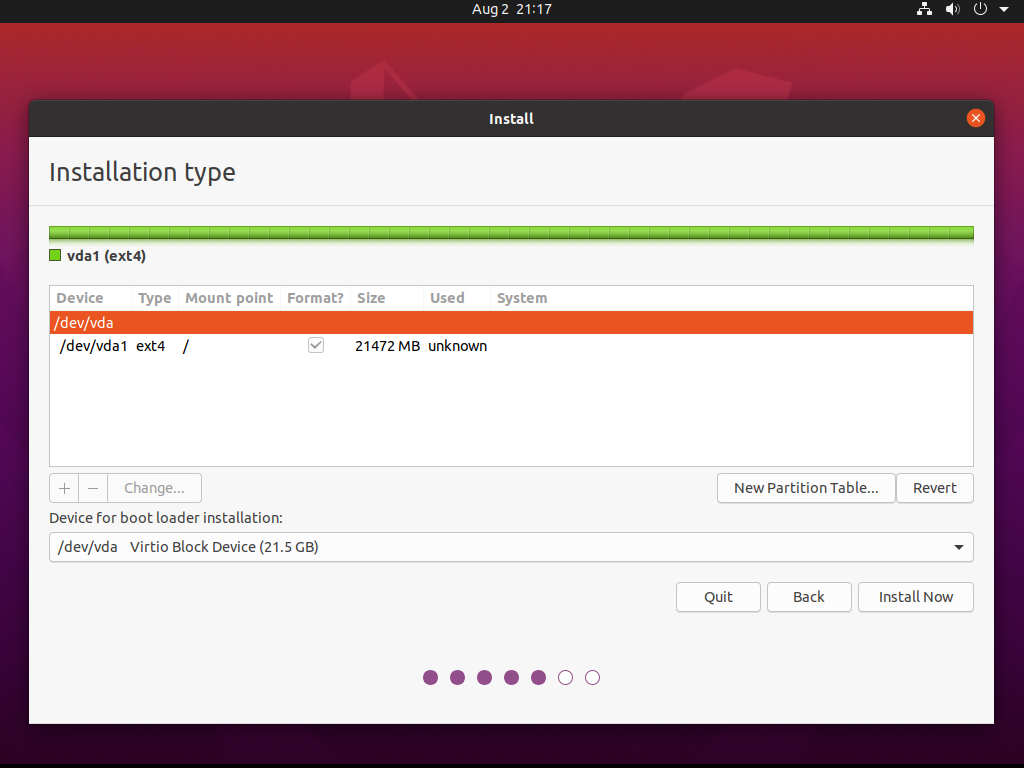 Aug 2 21:17
Install
Installation type
vda1 (ext4)
Device Type Mount point Format? Size Used System
/dev/vda
/dev/vda1 ext4 / 21472 MB unknown
+ − Change... New Partition Table... Revert
Device for boot loader installation:
/dev/vda Virtio Block Device (21.5 GB)
Quit Back Install Now